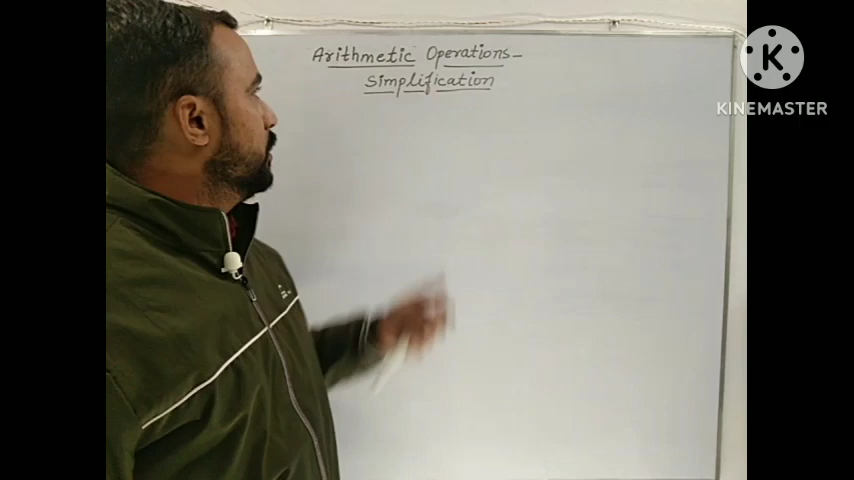 Arithmetic Operations-
Simplification
K
KINEMASTER